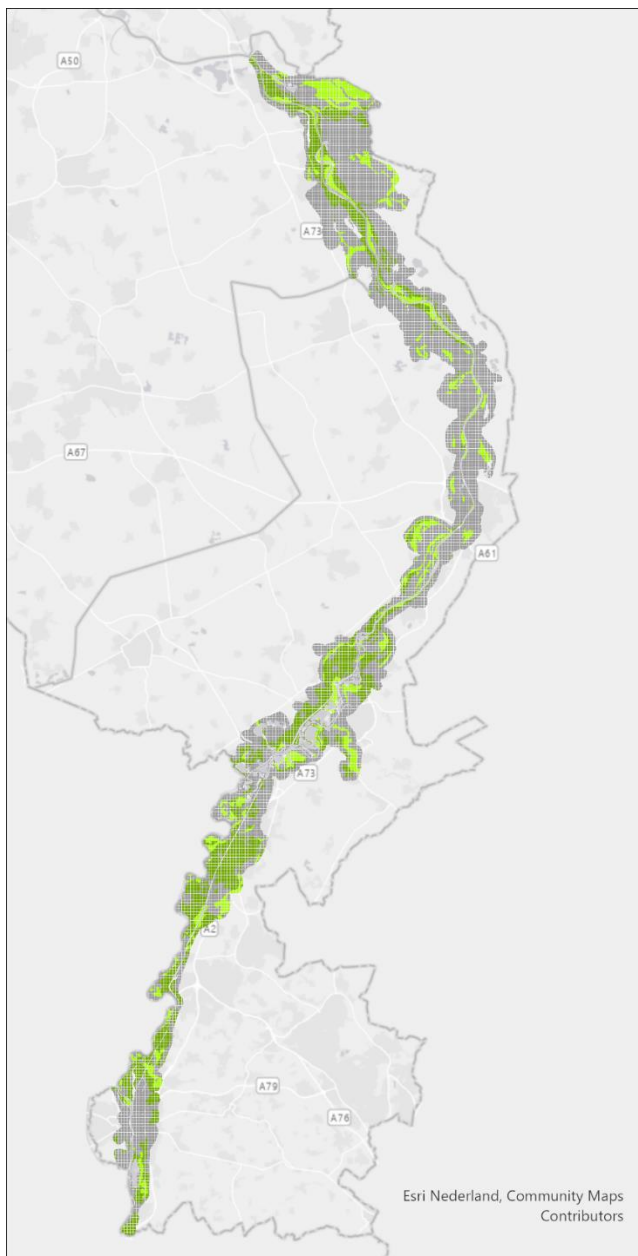 A50
A73
A67
A61
A73
A2
A79
A76
Esri Nederland, Community Maps
Contributors